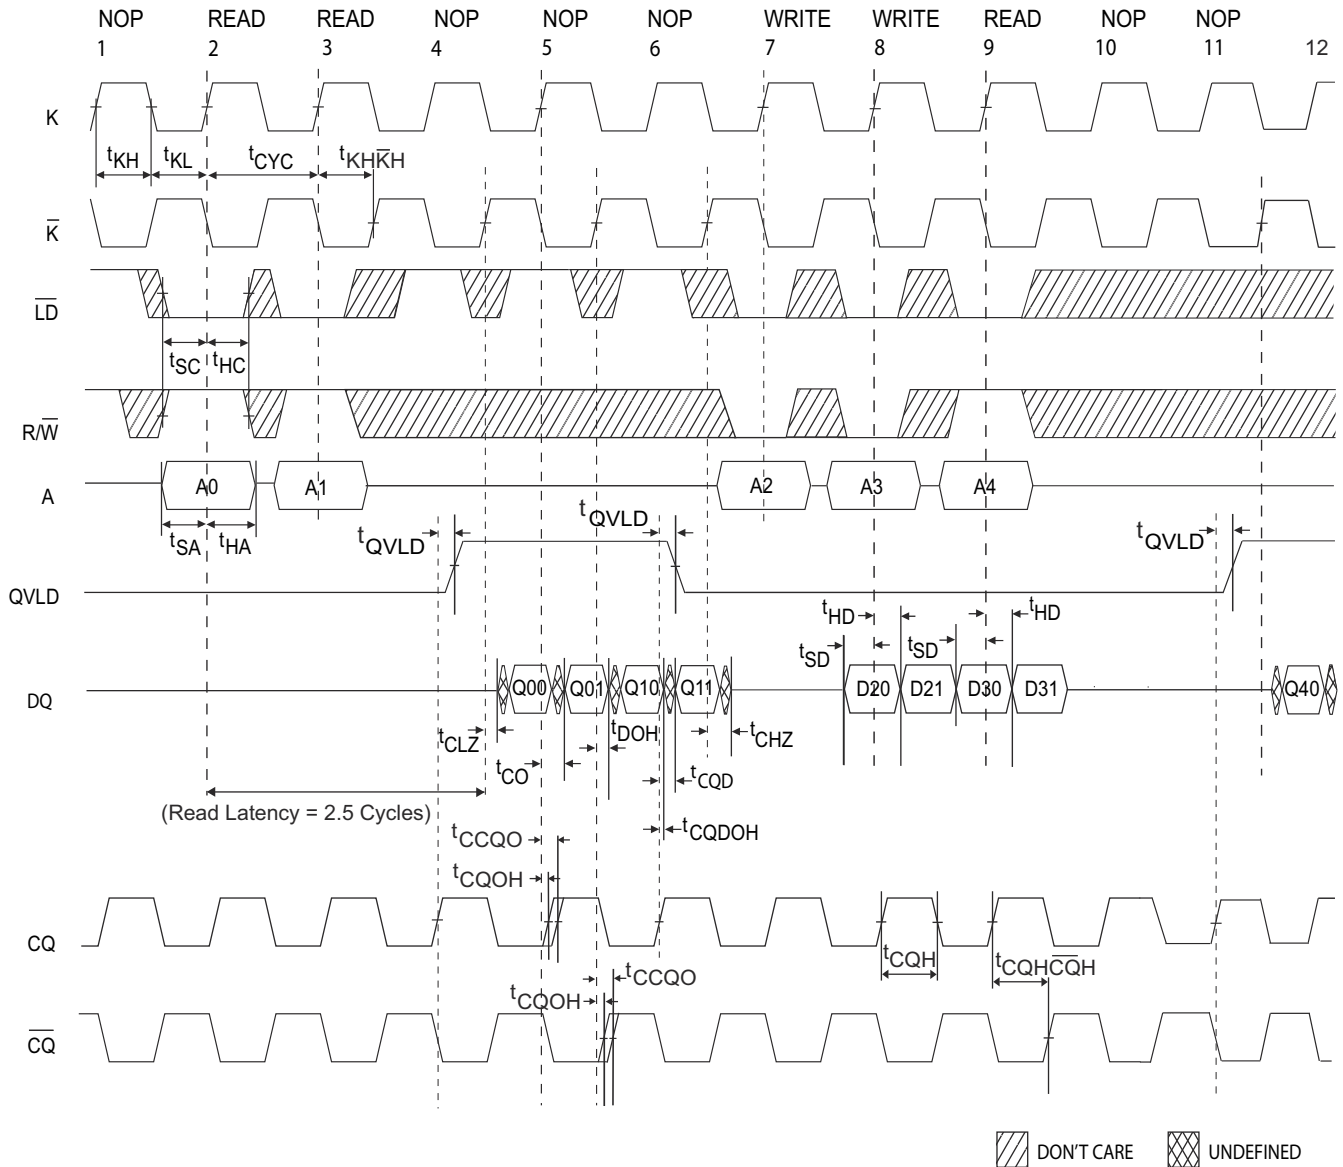 NOP READ READ NOP NOP NOP WRITE WRITE READ NOP NOP
1 2 3 4 5 6 7 8 9 10 11 12
K
tKH tKL tCYC tKHK̅H
K̅
L̅D̅
tSC tHC
R/W̅
A A0 A1 A2 A3 A4
tSA tHA tQVLD tQVLD tQVLD
QVLD
tHD tHD
tSD tSD
DQ Q00 Q01 Q10 Q11 D20 D21 D30 D31 Q40
tCLZ tDOH tCHZ
tCO tCQD
(Read Latency = 2.5 Cycles)
tCQDOH
tCCQO
tCQOH
CQ
tCQH tCQHC̅Q̅H
tCCQO
tCQOH
C̅Q̅
DON'T CARE UNDEFINED